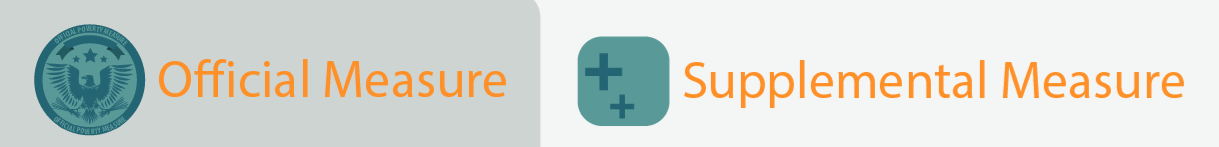 OFFICIAL POVERTY MEASURE
OFFICIAL POVERTY MEASURE
Official Measure
Supplemental Measure